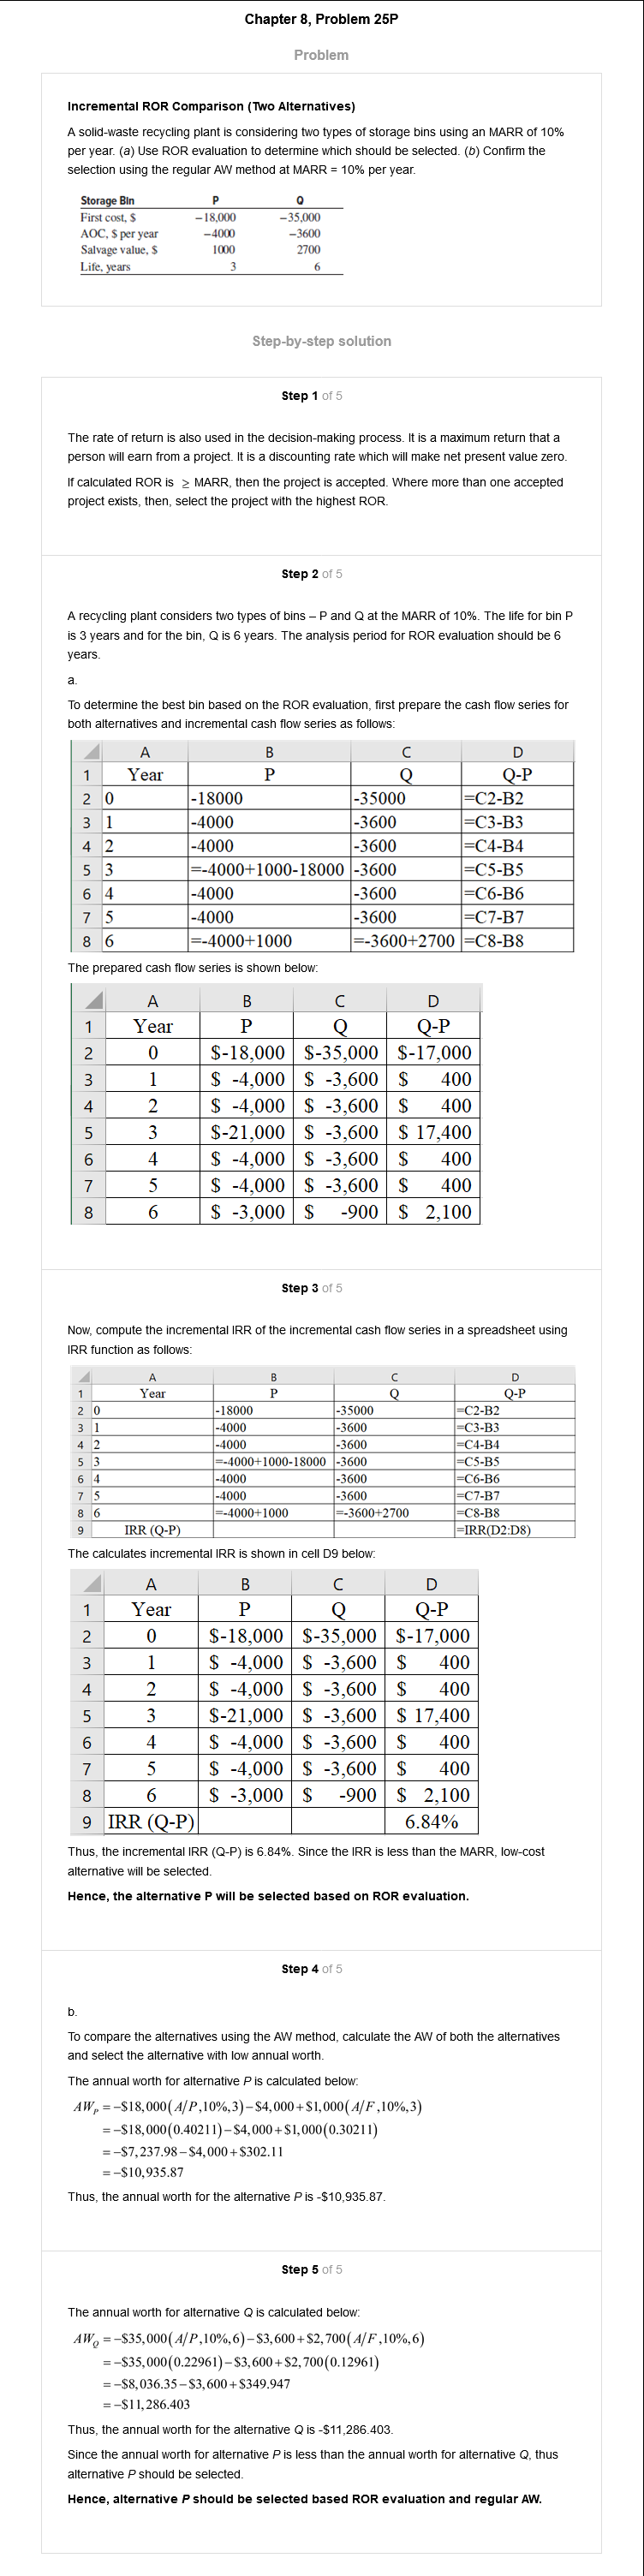 Chapter 8, Problem 25P
Problem
Incremental ROR Comparison (Two Alternatives)
A solid-waste recycling plant is considering two types of storage bins using an MARR of 10%
per year. (a) Use ROR evaluation to determine which should be selected. (b) Confirm the
selection using the regular AW method at MARR = 10% per year.
Storage Bin P Q
First cost, $ −18,000 −35,000
AOC, $ per year −4000 −3600
Salvage value, $ 1000 2700
Life, years 3 6
Step-by-step solution
Step 1 of 5
The rate of return is also used in the decision-making process. It is a maximum return that a
person will earn from a project. It is a discounting rate which will make net present value zero.
If calculated ROR is ≥ MARR, then the project is accepted. Where more than one accepted
project exists, then, select the project with the highest ROR.
Step 2 of 5
A recycling plant considers two types of bins – P and Q at the MARR of 10%. The life for bin P
is 3 years and for the bin, Q is 6 years. The analysis period for ROR evaluation should be 6
years.
a.
To determine the best bin based on the ROR evaluation, first prepare the cash flow series for
both alternatives and incremental cash flow series as follows:
A B C D
1 Year P Q Q-P
2 0 -18000 -35000 =C2-B2
3 1 -4000 -3600 =C3-B3
4 2 -4000 -3600 =C4-B4
5 3 =-4000+1000-18000 -3600 =C5-B5
6 4 -4000 -3600 =C6-B6
7 5 -4000 -3600 =C7-B7
8 6 =-4000+1000 =-3600+2700 =C8-B8
The prepared cash flow series is shown below:
A B C D
1 Year P Q Q-P
2 0 $-18,000 $-35,000 $-17,000
3 1 $ -4,000 $ -3,600 $ 400
4 2 $ -4,000 $ -3,600 $ 400
5 3 $-21,000 $ -3,600 $ 17,400
6 4 $ -4,000 $ -3,600 $ 400
7 5 $ -4,000 $ -3,600 $ 400
8 6 $ -3,000 $ -900 $ 2,100
Step 3 of 5
Now, compute the incremental IRR of the incremental cash flow series in a spreadsheet using
IRR function as follows:
A B C D
1 Year P Q Q-P
2 0 -18000 -35000 =C2-B2
3 1 -4000 -3600 =C3-B3
4 2 -4000 -3600 =C4-B4
5 3 =-4000+1000-18000 -3600 =C5-B5
6 4 -4000 -3600 =C6-B6
7 5 -4000 -3600 =C7-B7
8 6 =-4000+1000 =-3600+2700 =C8-B8
9 IRR (Q-P) =IRR(D2:D8)
The calculates incremental IRR is shown in cell D9 below:
A B C D
1 Year P Q Q-P
2 0 $-18,000 $-35,000 $-17,000
3 1 $ -4,000 $ -3,600 $ 400
4 2 $ -4,000 $ -3,600 $ 400
5 3 $-21,000 $ -3,600 $ 17,400
6 4 $ -4,000 $ -3,600 $ 400
7 5 $ -4,000 $ -3,600 $ 400
8 6 $ -3,000 $ -900 $ 2,100
9 IRR (Q-P) 6.84%
Thus, the incremental IRR (Q-P) is 6.84%. Since the IRR is less than the MARR, low-cost
alternative will be selected.
Hence, the alternative P will be selected based on ROR evaluation.
Step 4 of 5
b.
To compare the alternatives using the AW method, calculate the AW of both the alternatives
and select the alternative with low annual worth.
The annual worth for alternative P is calculated below:
AW_P = −$18,000(A/P,10%,3)−$4,000+$1,000(A/F,10%,3)
= −$18,000(0.40211)−$4,000+$1,000(0.30211)
= −$7,237.98−$4,000+$302.11
= −$10,935.87
Thus, the annual worth for the alternative P is -$10,935.87.
Step 5 of 5
The annual worth for alternative Q is calculated below:
AW_Q = −$35,000(A/P,10%,6)−$3,600+$2,700(A/F,10%,6)
= −$35,000(0.22961)−$3,600+$2,700(0.12961)
= −$8,036.35−$3,600+$349.947
= −$11,286.403
Thus, the annual worth for the alternative Q is -$11,286.403.
Since the annual worth for alternative P is less than the annual worth for alternative Q, thus
alternative P should be selected.
Hence, alternative P should be selected based ROR evaluation and regular AW.